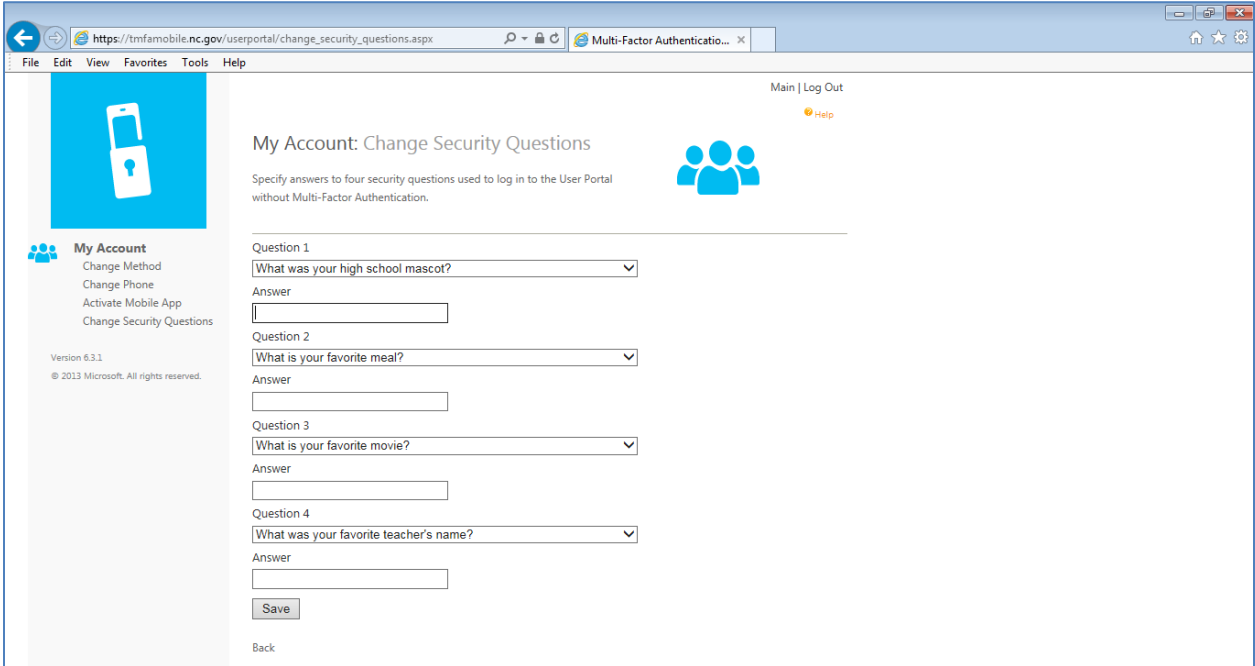 https://tmfamobile.nc.gov/userportal/change_security_questions.aspx
Multi-Factor Authenticatio...
File Edit View Favorites Tools Help
Main | Log Out
Help
My Account: Change Security Questions
Specify answers to four security questions used to log in to the User Portal
without Multi-Factor Authentication.
My Account
Change Method
Change Phone
Activate Mobile App
Change Security Questions
Version 6.3.1
© 2013 Microsoft. All rights reserved.
Question 1
What was your high school mascot?
Answer
Question 2
What is your favorite meal?
Answer
Question 3
What is your favorite movie?
Answer
Question 4
What was your favorite teacher's name?
Answer
Save
Back